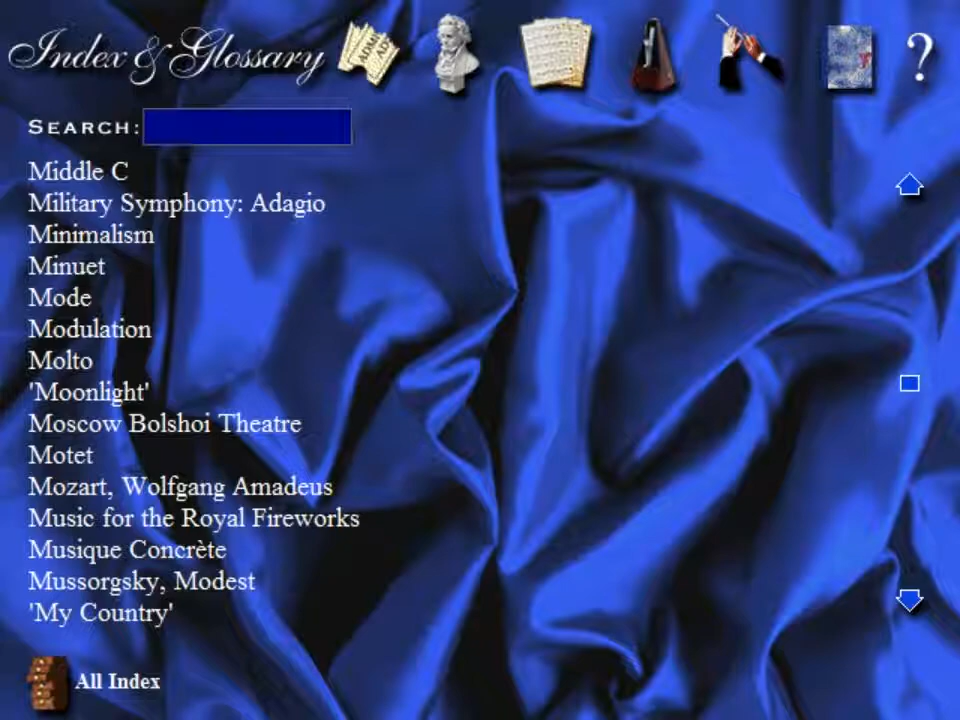 Index & Glossary
ADMI
?
SEARCH:
Middle C
Military Symphony: Adagio
Minimalism
Minuet
Mode
Modulation
Molto
'Moonlight'
Moscow Bolshoi Theatre
Motet
Mozart, Wolfgang Amadeus
Music for the Royal Fireworks
Musique Concrète
Mussorgsky, Modest
'My Country'
All Index